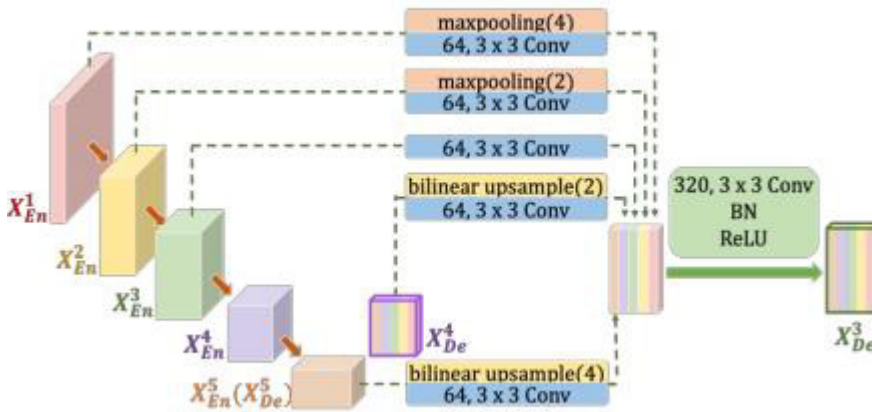 maxpooling(4)
64, 3 x 3 Conv
maxpooling(2)
64, 3 x 3 Conv
64, 3 x 3 Conv
bilinear upsample(2)
64, 3 x 3 Conv
320, 3 x 3 Conv
BN
ReLU
X¹En
X²En
X³En
X⁴En
X⁵En(X⁵De)
X⁴De
X³De
bilinear upsample(4)
64, 3 x 3 Conv